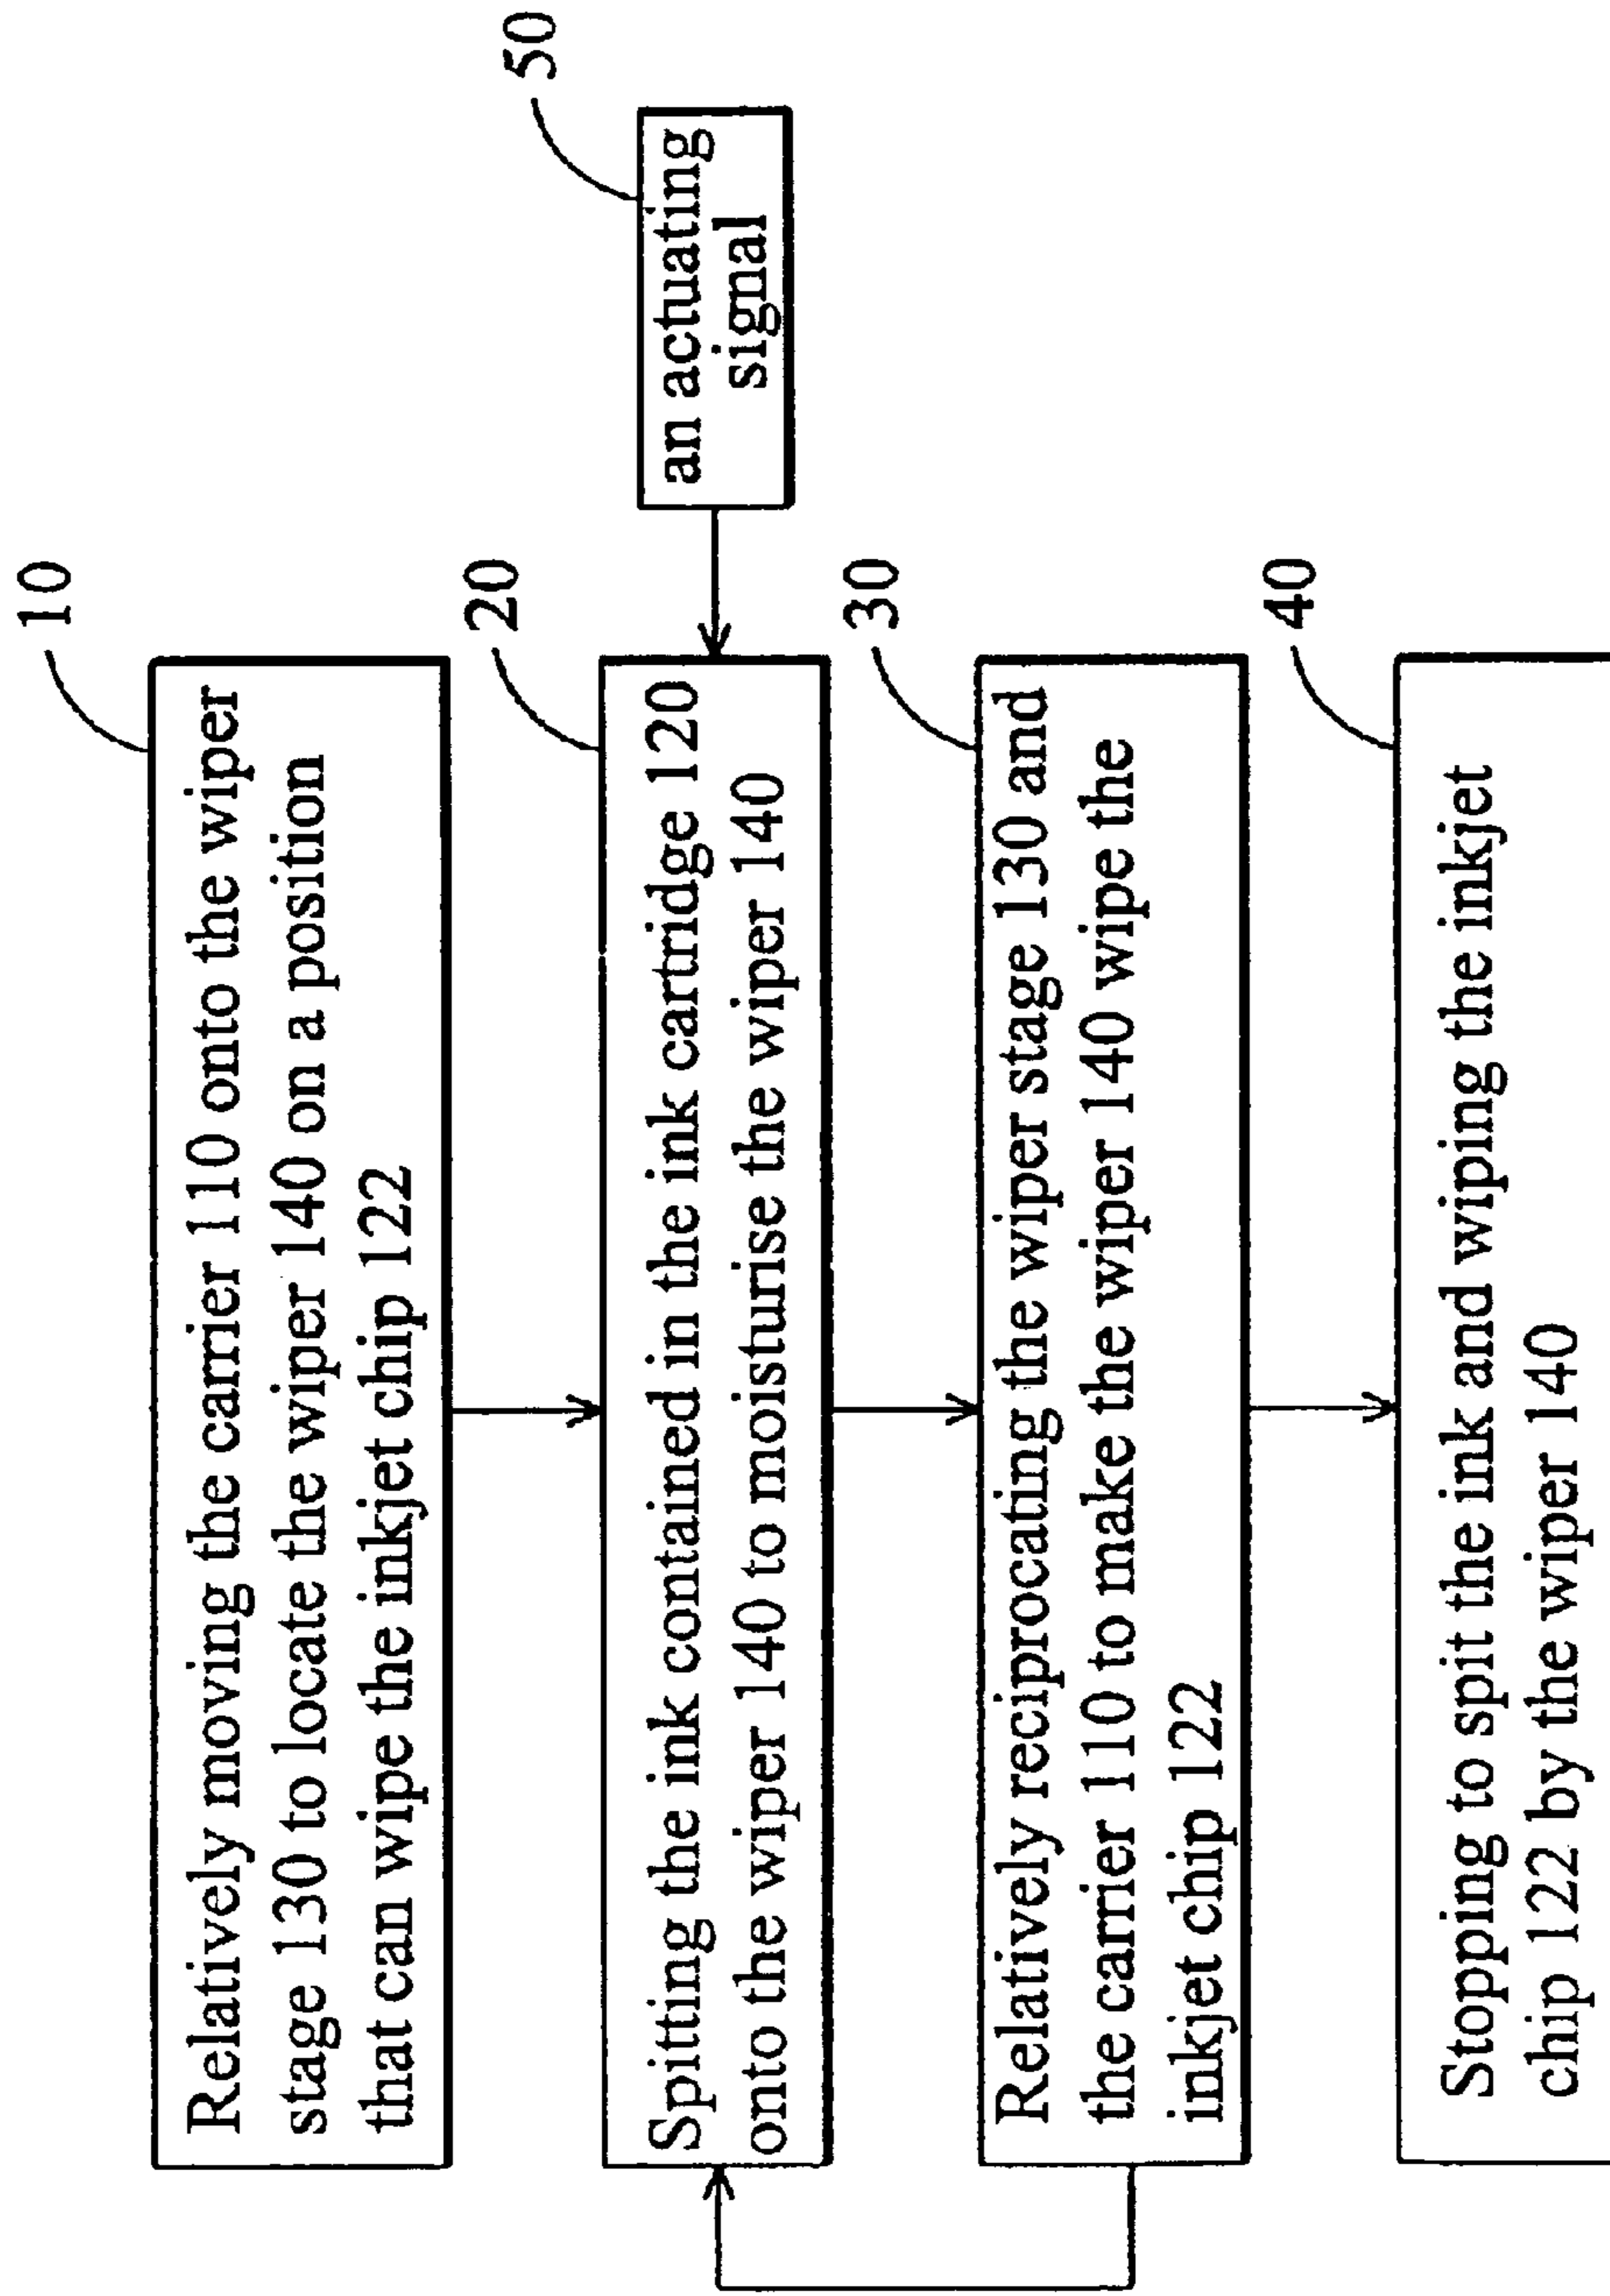 10
Relatively moving the carrier 110 onto the wiper
stage 130 to locate the wiper 140 on a position
that can wipe the inkjet chip 122
20
Spitting the ink contained in the ink cartridge 120
onto the wiper 140 to moisturise the wiper 140
50
an actuating
signal
30
Relatively reciprocating the wiper stage 130 and
the carrier 110 to make the wiper 140 wipe the
inkjet chip 122
40
Stopping to spit the ink and wiping the inkjet
chip 122 by the wiper 140